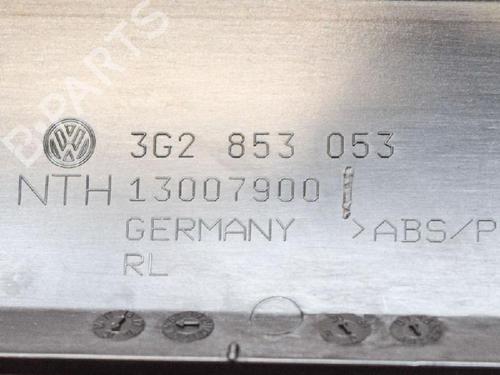 B-PARTS
3G2 853 053
NTH 13007900
GERMANY >ABS/P
RL